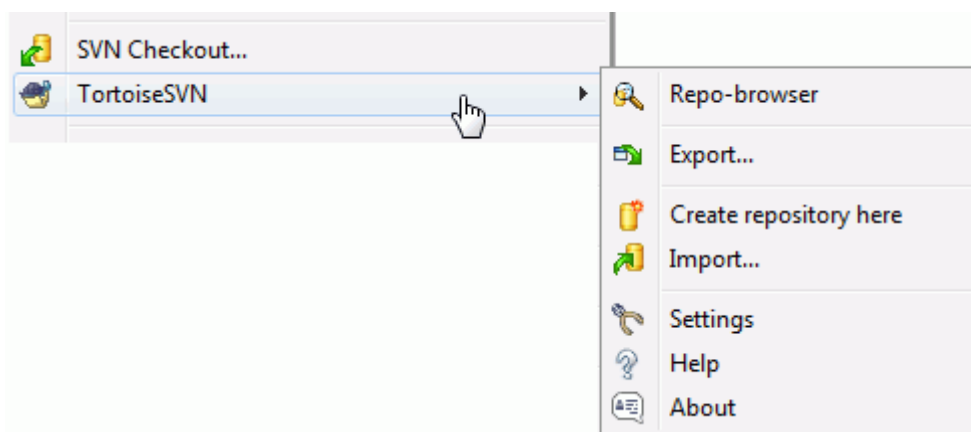 SVN Checkout...
TortoiseSVN
Repo-browser
Export...
Create repository here
Import...
Settings
Help
About